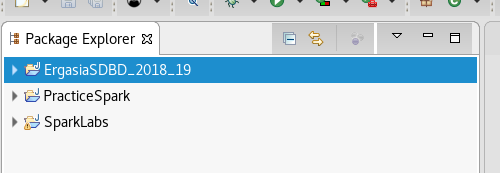 Package Explorer
ErgasiaSDBD_2018_19
PracticeSpark
SparkLabs